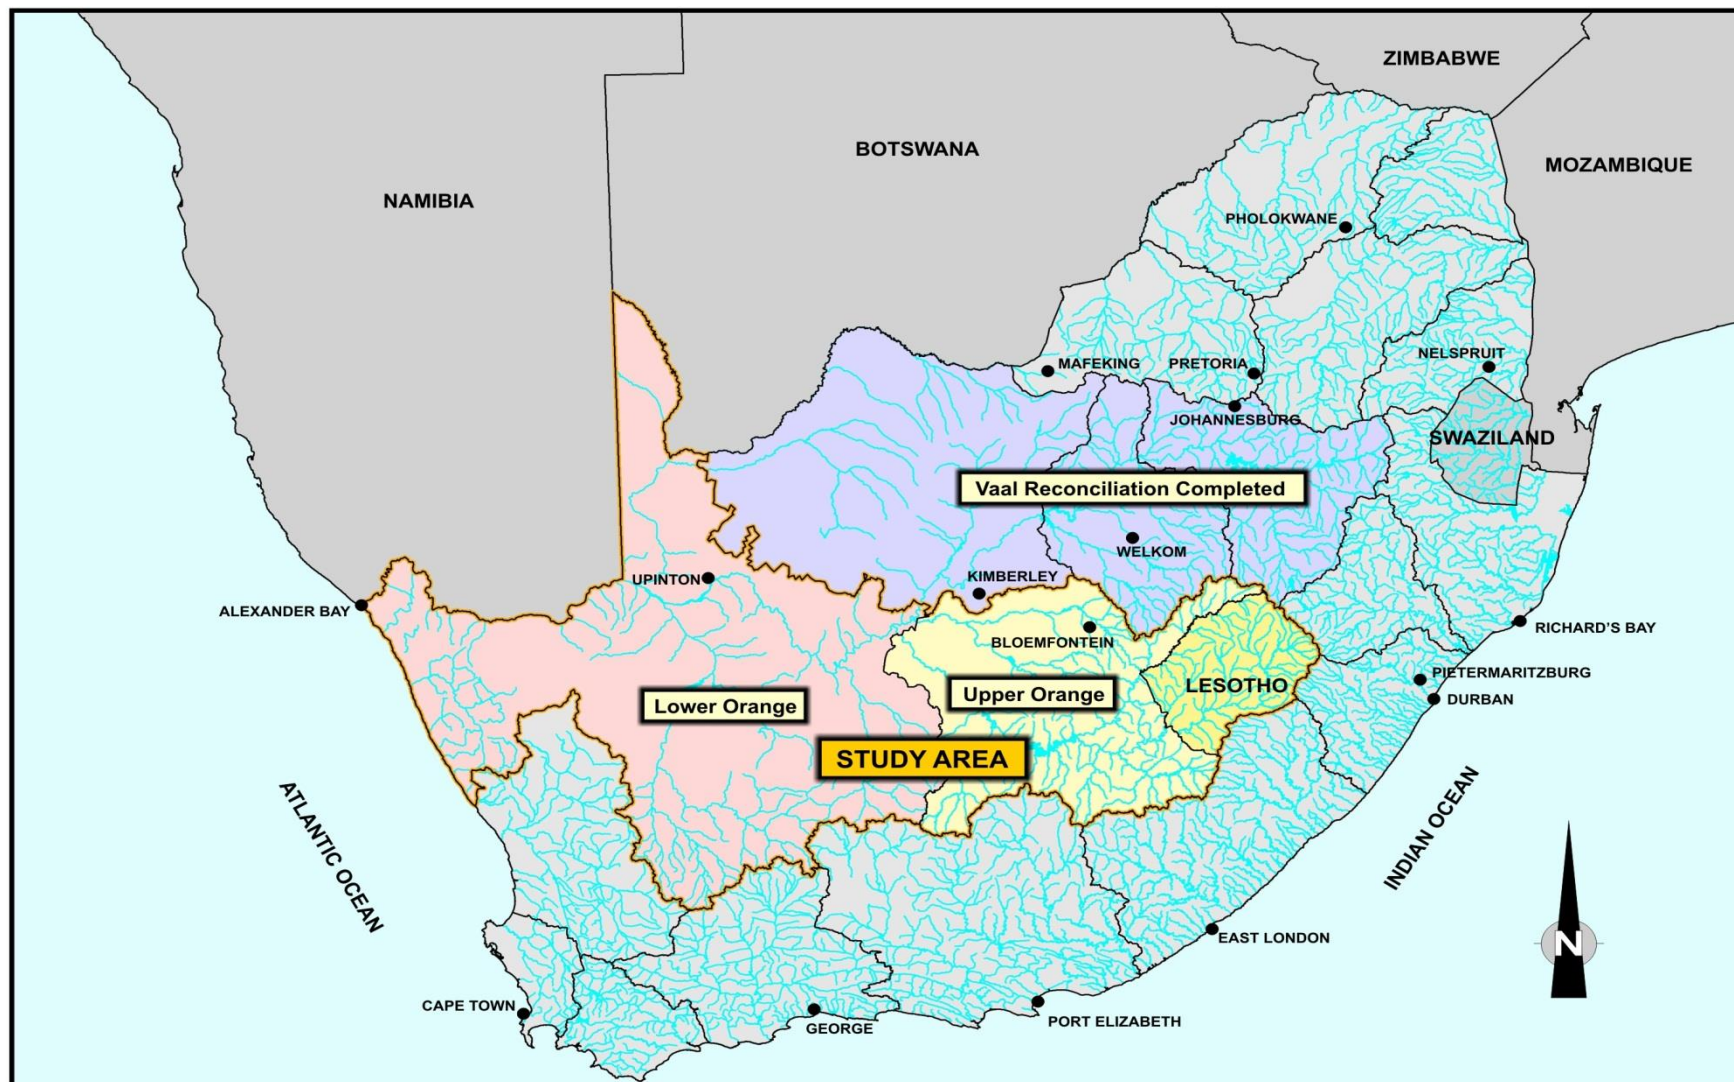 ZIMBABWE
BOTSWANA
MOZAMBIQUE
NAMIBIA
PHOLOKWANE
MAFEKING
PRETORIA
NELSPRUIT
JOHANNESBURG
SWAZILAND
Vaal Reconciliation Completed
WELKOM
UPINTON
KIMBERLEY
ALEXANDER BAY
RICHARD'S BAY
BLOEMFONTEIN
PIETERMARITZBURG
LESOTHO
Upper Orange
DURBAN
Lower Orange
STUDY AREA
ATLANTIC OCEAN
INDIAN OCEAN
EAST LONDON
N
CAPE TOWN
GEORGE
PORT ELIZABETH